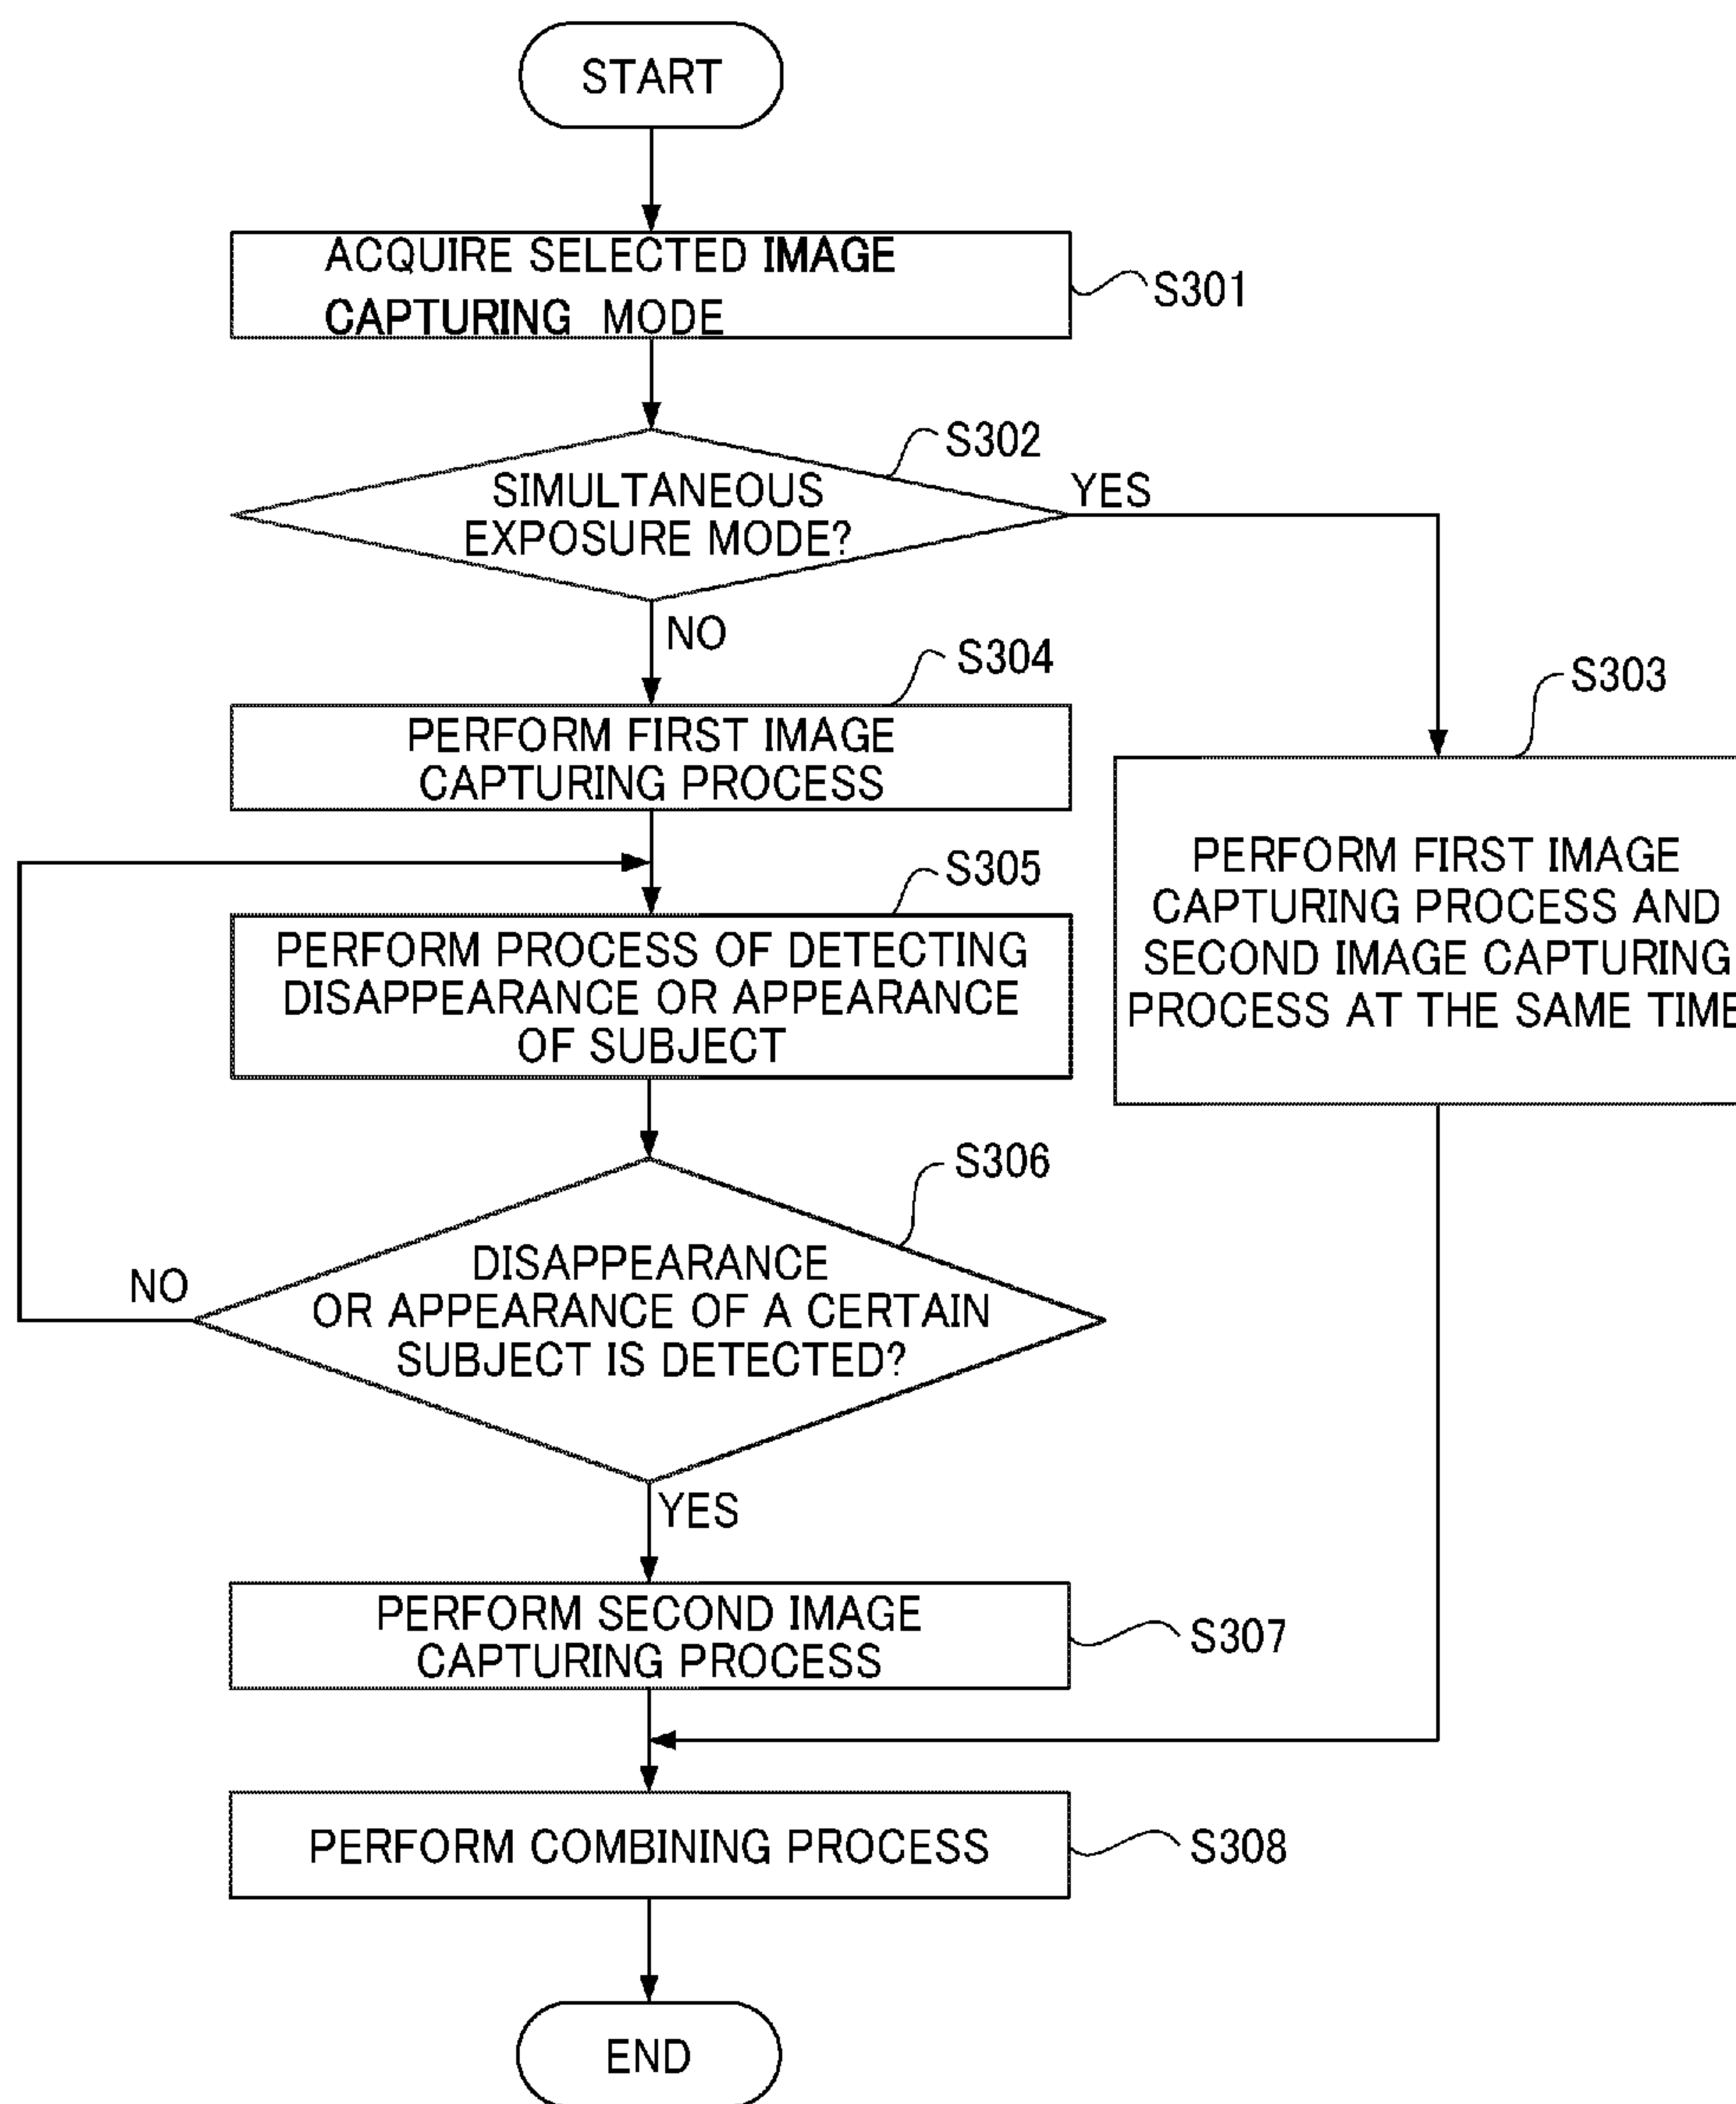 START
ACQUIRE SELECTED IMAGE
CAPTURING MODE
S301
S302
SIMULTANEOUS
EXPOSURE MODE?
YES
NO
S304
PERFORM FIRST IMAGE
CAPTURING PROCESS
S303
PERFORM FIRST IMAGE
CAPTURING PROCESS AND
SECOND IMAGE CAPTURING
PROCESS AT THE SAME TIME
S305
PERFORM PROCESS OF DETECTING
DISAPPEARANCE OR APPEARANCE
OF SUBJECT
S306
DISAPPEARANCE
OR APPEARANCE OF A CERTAIN
SUBJECT IS DETECTED?
NO
YES
PERFORM SECOND IMAGE
CAPTURING PROCESS
S307
PERFORM COMBINING PROCESS
S308
END